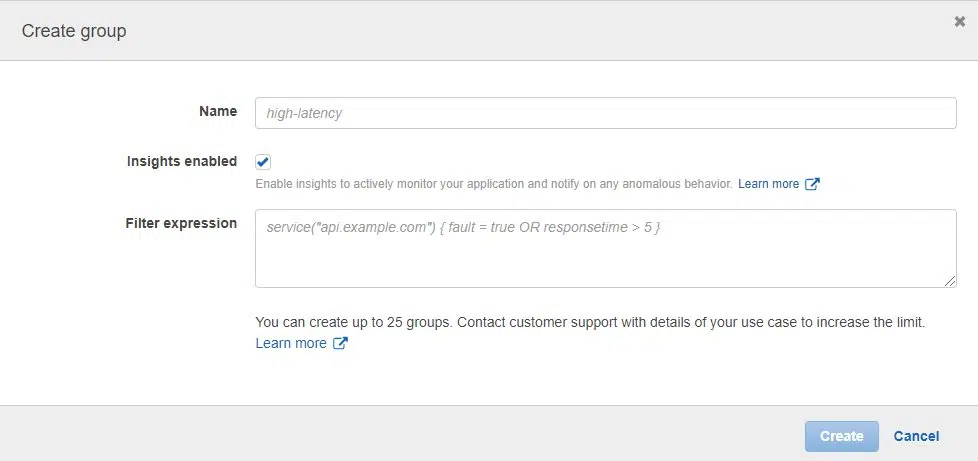 Create group
Name
high-latency
Insights enabled
Enable insights to actively monitor your application and notify on any anomalous behavior. Learn more
Filter expression
service("api.example.com") { fault = true OR responsetime > 5 }
You can create up to 25 groups. Contact customer support with details of your use case to increase the limit.
Learn more
Create Cancel